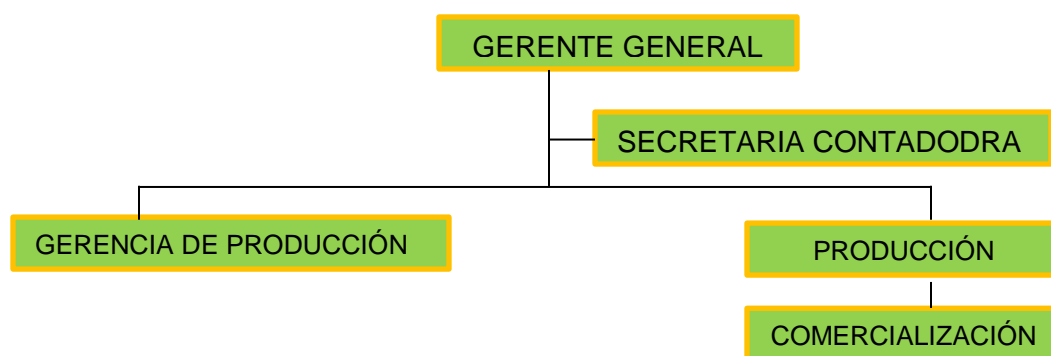 GERENTE GENERAL
SECRETARIA CONTADODRA
GERENCIA DE PRODUCCIÓN
PRODUCCIÓN
COMERCIALIZACIÓN